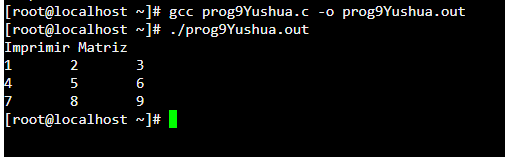 [root@localhost ~]# gcc prog9Yushua.c -o prog9Yushua.out
[root@localhost ~]# ./prog9Yushua.out
Imprimir Matriz
1       2       3
4       5       6
7       8       9
[root@localhost ~]#